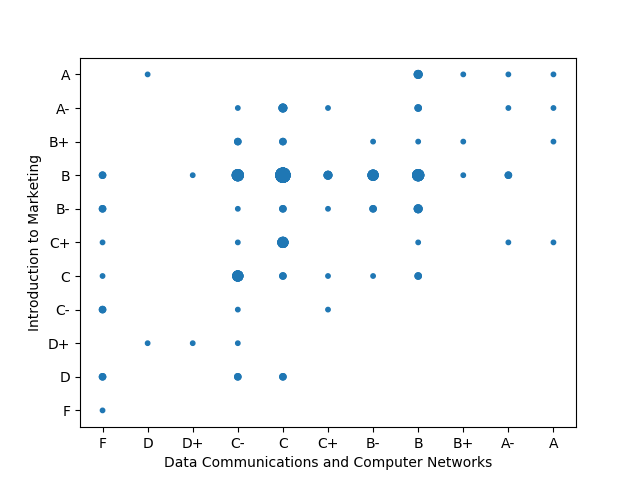 Introduction to Marketing
A
A-
B+
B
B-
C+
C
C-
D+
D
F
F D D+ C- C C+ B- B B+ A- A
Data Communications and Computer Networks